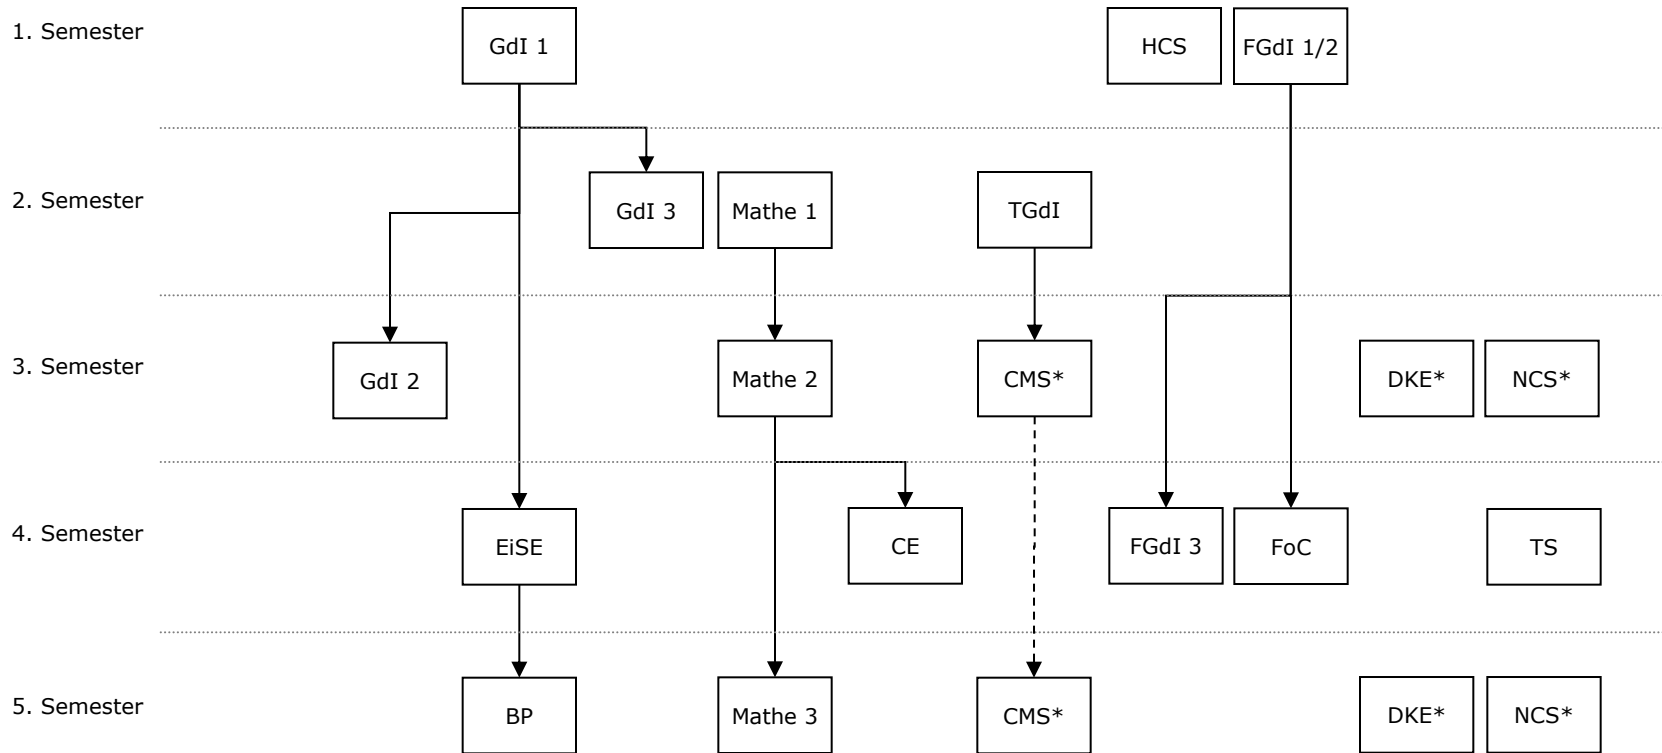 1. Semester
GdI 1
HCS
FGdI 1/2
2. Semester
GdI 3
Mathe 1
TGdI
3. Semester
GdI 2
Mathe 2
CMS*
DKE*
NCS*
4. Semester
EiSE
CE
FGdI 3
FoC
TS
5. Semester
BP
Mathe 3
CMS*
DKE*
NCS*